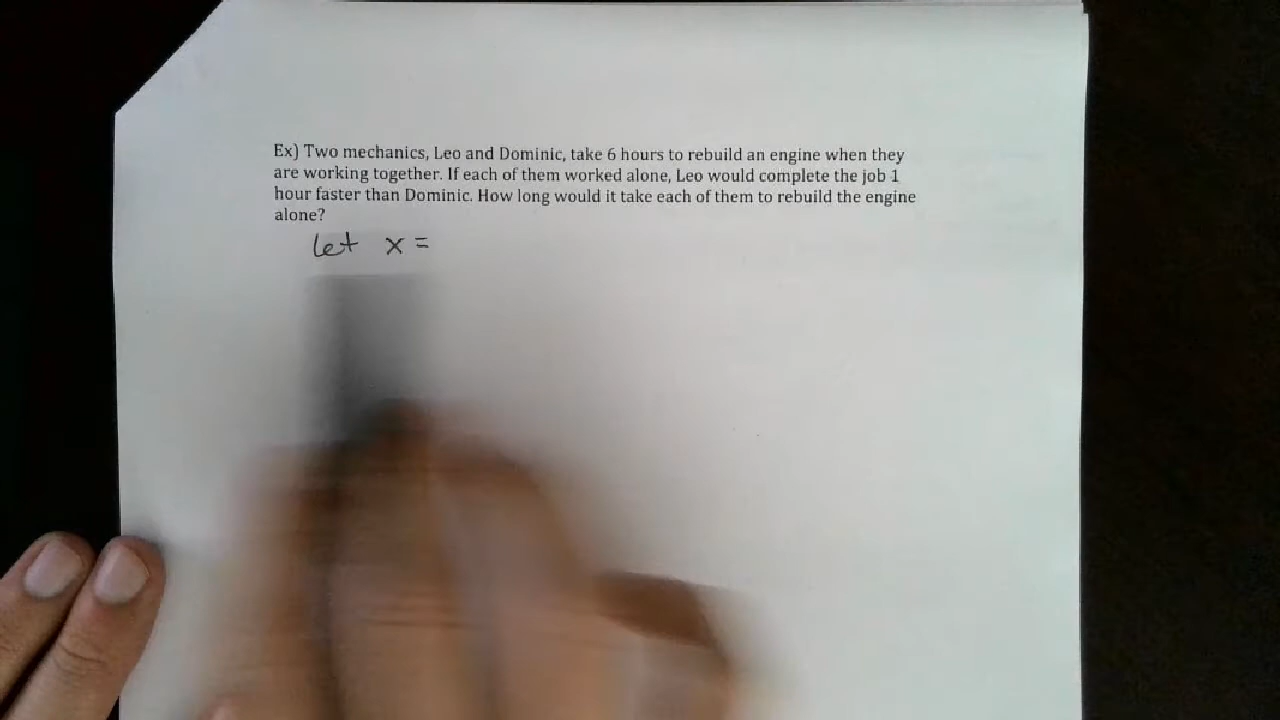 Ex) Two mechanics, Leo and Dominic, take 6 hours to rebuild an engine when they
are working together. If each of them worked alone, Leo would complete the job 1
hour faster than Dominic. How long would it take each of them to rebuild the engine
alone?
let x =